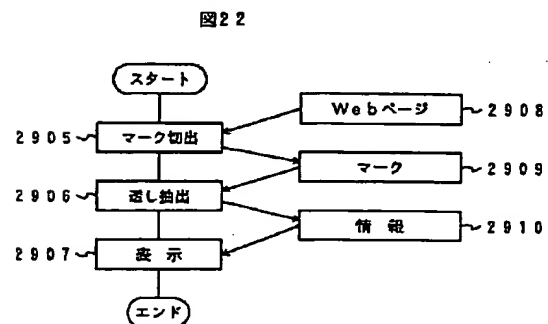 図22
スタート
Webページ
2908
2905
マーク切出
マーク
2909
2906
透し抽出
情報
2910
2907
表示
エンド